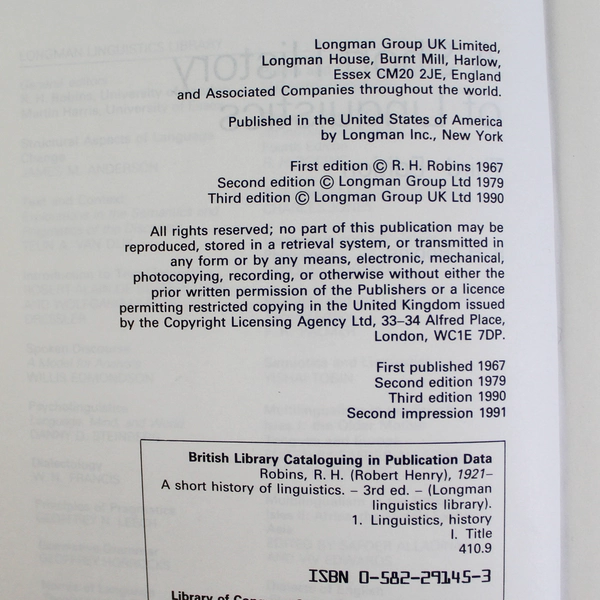 Longman Group UK Limited,
Longman House, Burnt Mill, Harlow,
Essex CM20 2JE, England
and Associated Companies throughout the world.
Published in the United States of America
by Longman Inc., New York
First edition © R. H. Robins 1967
Second edition © Longman Group Ltd 1979
Third edition © Longman Group UK Ltd 1990
All rights reserved; no part of this publication may be
reproduced, stored in a retrieval system, or transmitted in
any form or by any means, electronic, mechanical,
photocopying, recording, or otherwise without either the
prior written permission of the Publishers or a licence
permitting restricted copying in the United Kingdom issued
by the Copyright Licensing Agency Ltd, 33–34 Alfred Place,
London, WC1E 7DP.
First published 1967
Second edition 1979
Third edition 1990
Second impression 1991
British Library Cataloguing in Publication Data
Robins, R. H. (Robert Henry), 1921–
A short history of linguistics. – 3rd ed. – (Longman
linguistics library).
1. Linguistics, history
I. Title
410.9
ISBN 0-582-29145-3
Library of